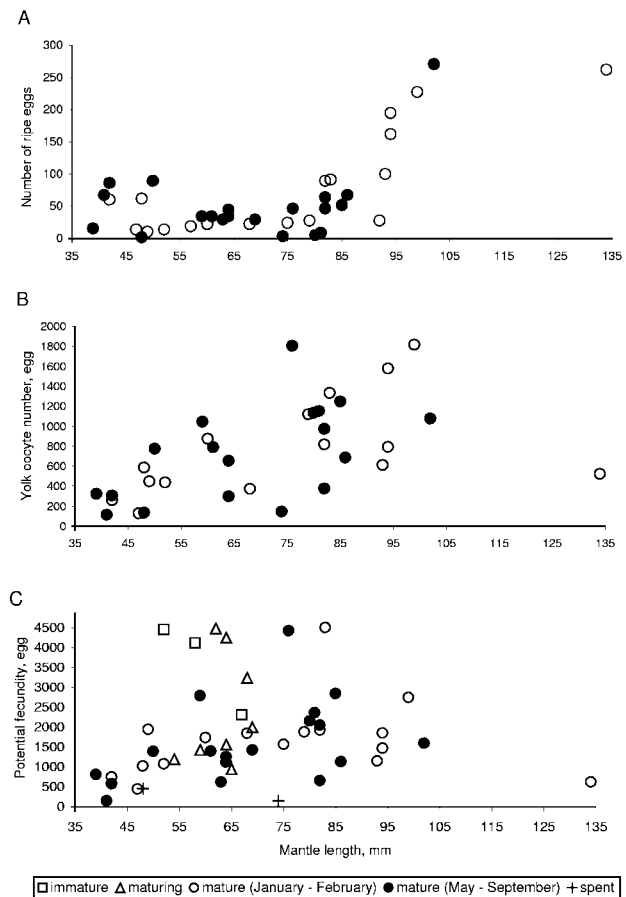 A
Number of ripe eggs
300
250
200
150
100
50
0
35 45 55 65 75 85 95 105 115 125 135
B
Yolk oocyte number, egg
2000
1800
1600
1400
1200
1000
800
600
400
200
0
35 45 55 65 75 85 95 105 115 125 135
C
Potential fecundity, egg
4500
4000
3500
3000
2500
2000
1500
1000
500
0
35 45 55 65 75 85 95 105 115 125 135
Mantle length, mm
immature maturing mature (January - February) mature (May - September) spent